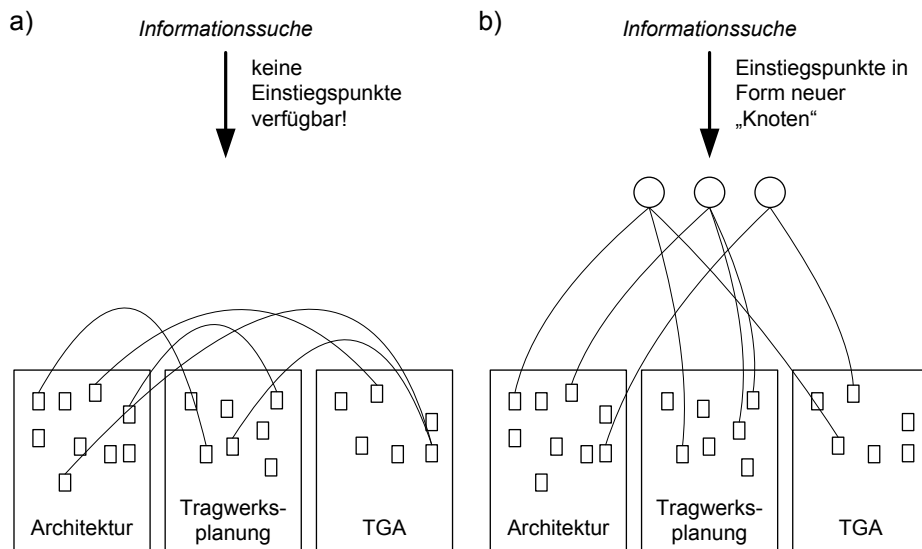 a)
Informationssuche
keine
Einstiegspunkte
verfügbar!
Architektur
Tragwerks-
planung
TGA
b)
Informationssuche
Einstiegspunkte in
Form neuer
„Knoten“
Architektur
Tragwerks-
planung
TGA